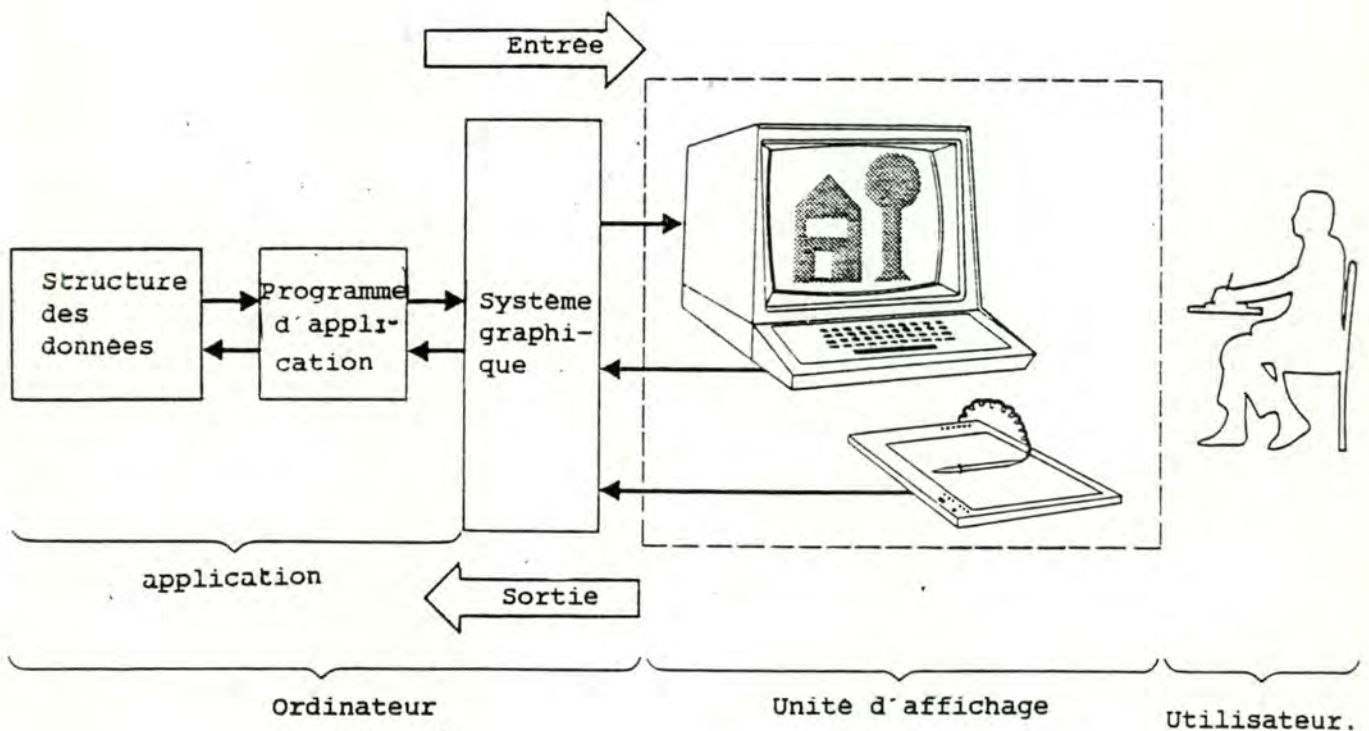 Entrée
Structure
des
données
Programme
d'appli-
cation
Système
graphi-
que
application
Sortie
Ordinateur
Unité d'affichage
Utilisateur.